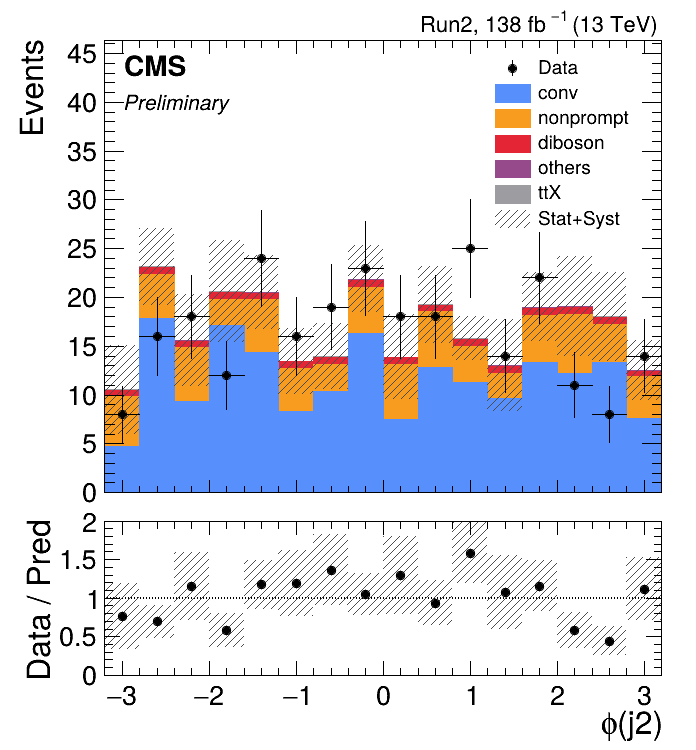 Run2, 138 fb⁻¹ (13 TeV)
CMS
Preliminary
Events
45
40
35
30
25
20
15
10
5
0
Data
conv
nonprompt
diboson
others
ttX
Stat+Syst
Data / Pred
2
1.5
1
0.5
0
−3 −2 −1 0 1 2 3
ϕ(j2)